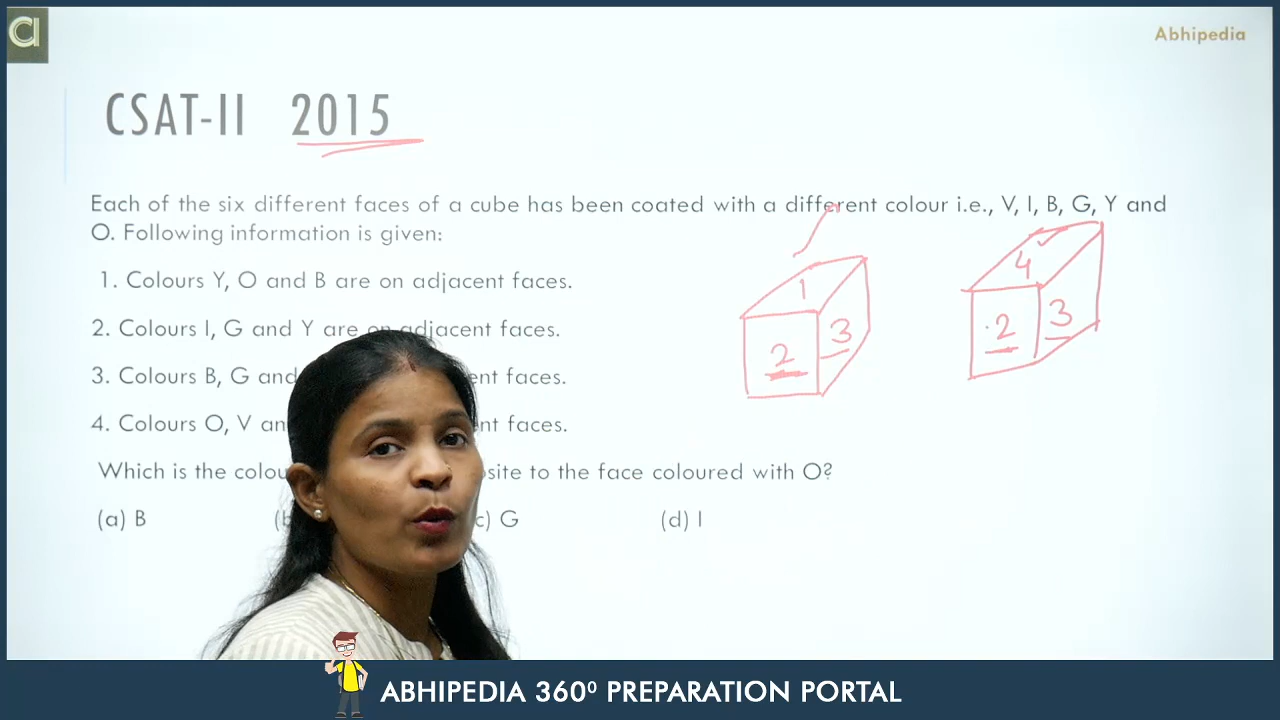 Abhipedia
CSAT-II 2015
Each of the six different faces of a cube has been coated with a different colour i.e., V, I, B, G, Y and
O. Following information is given:
1. Colours Y, O and B are on adjacent faces.
2. Colours I, G and Y are on adjacent faces.
3. Colours B, G and faces.
4. Colours O, V faces.
Which is the to the face coloured with O?
(a) B G (d) I
1
2 3
4
2 3
ABHIPEDIA 360⁰ PREPARATION PORTAL